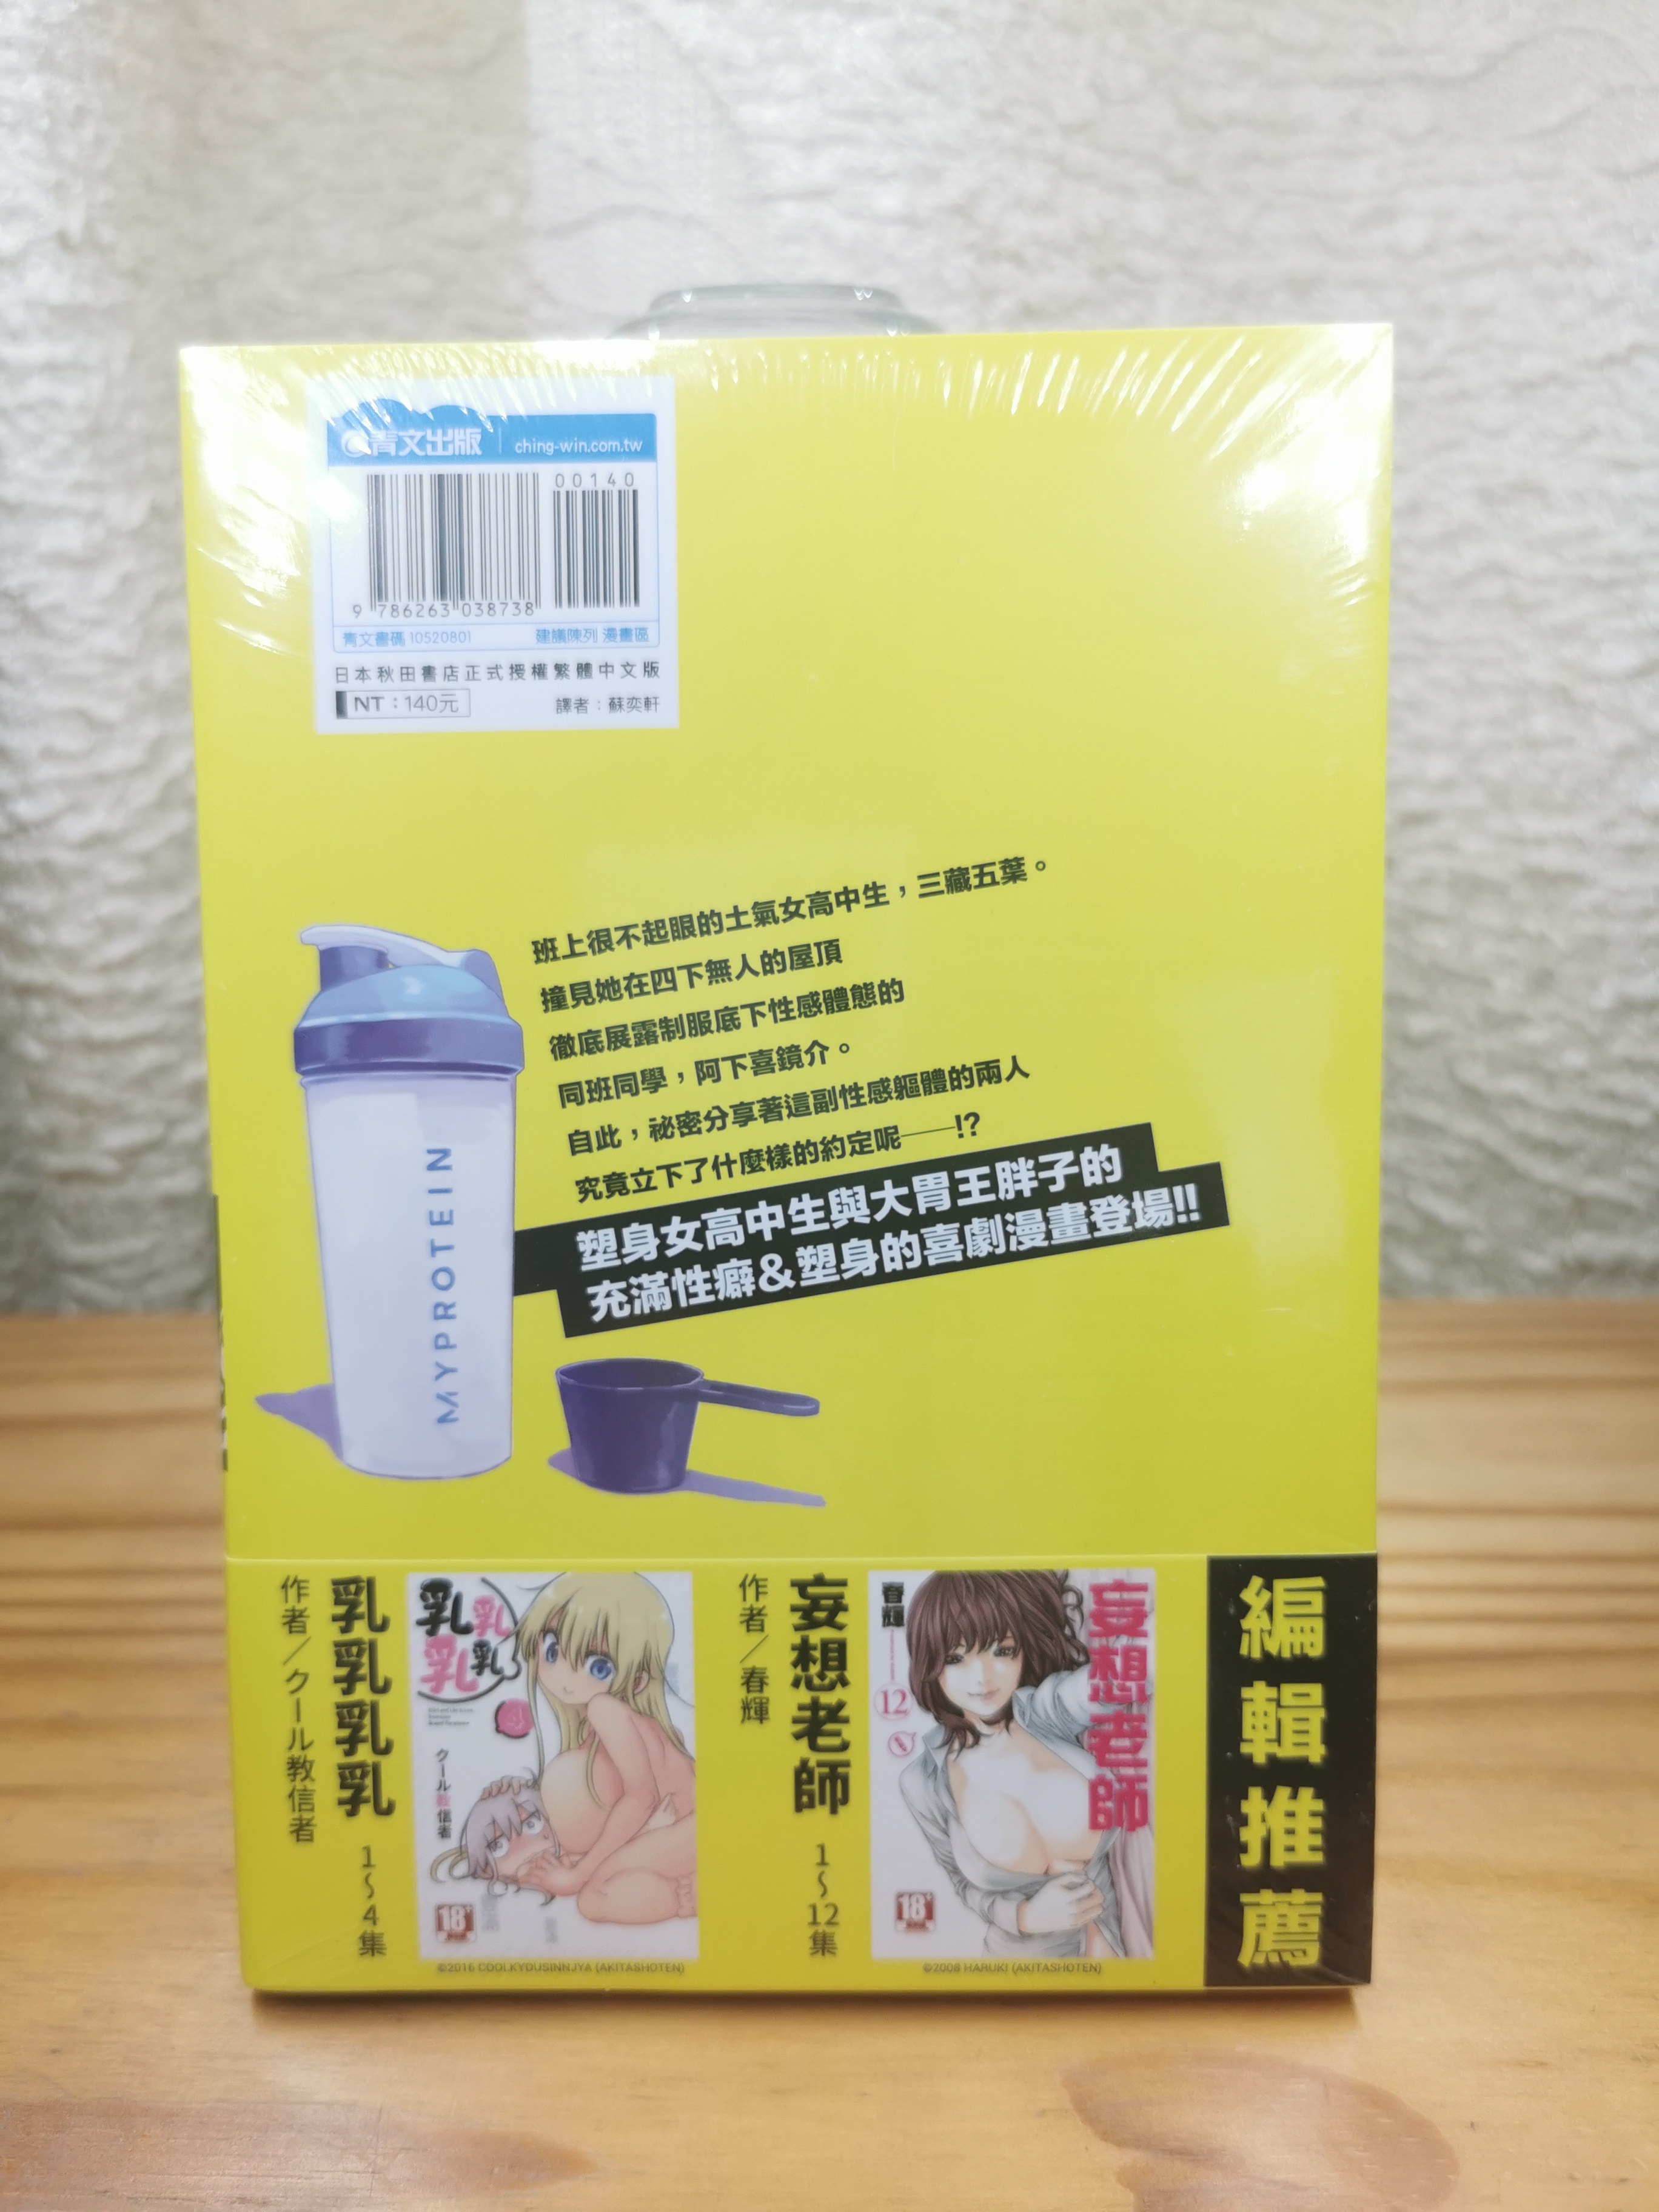 青文出版 ching-win.com.tw
00140
9 786263 038738
青文書碼 10520801 建議陳列 漫畫區
日本秋田書店正式授權繁體中文版
NT：140元 譯者：蘇奕軒
班上很不起眼的土氣女高中生，三藏五葉。
撞見她在四下無人的屋頂
徹底展露制服底下性感體態的
同班同學，阿下喜鏡介。
自此，祕密分享著這副性感軀體的兩人
究竟立下了什麼樣的約定呢——!?
塑身女高中生與大胃王胖子的
充滿性癖&塑身的喜劇漫畫登場!!
MYPROTEIN
編輯推薦
妄想老師
春輝
12
18+
妄想老師 1～12集
作者／春輝
©2008 HARUKI (AKITASHOTEN)
乳乳乳乳
4
クール教信者
18+
乳乳乳乳 1～4集
作者／クール教信者
©2016 COOLKYOUSINNJYA (AKITASHOTEN)